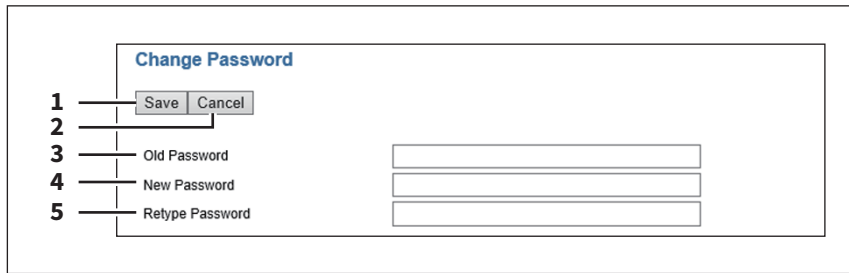 Change Password
1 Save Cancel
2
3 Old Password
4 New Password
5 Retype Password